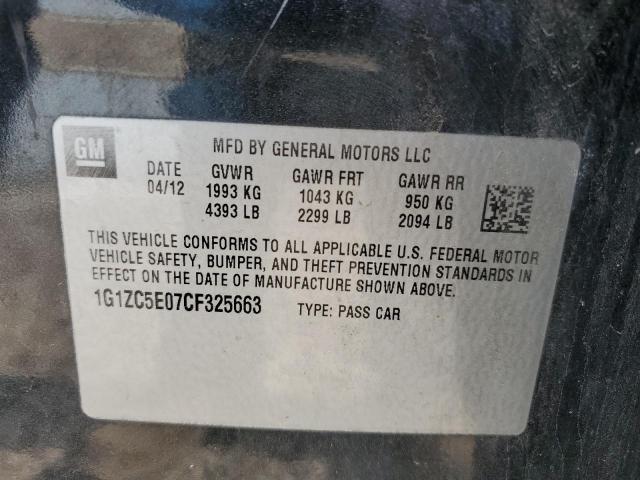 GM
MFD BY GENERAL MOTORS LLC
DATE GVWR GAWR FRT GAWR RR
04/12 1993 KG 1043 KG 950 KG
4393 LB 2299 LB 2094 LB
THIS VEHICLE CONFORMS TO ALL APPLICABLE U.S. FEDERAL MOTOR
VEHICLE SAFETY, BUMPER, AND THEFT PREVENTION STANDARDS IN
EFFECT ON THE DATE OF MANUFACTURE SHOWN ABOVE.
1G1ZC5E07CF325663 TYPE: PASS CAR